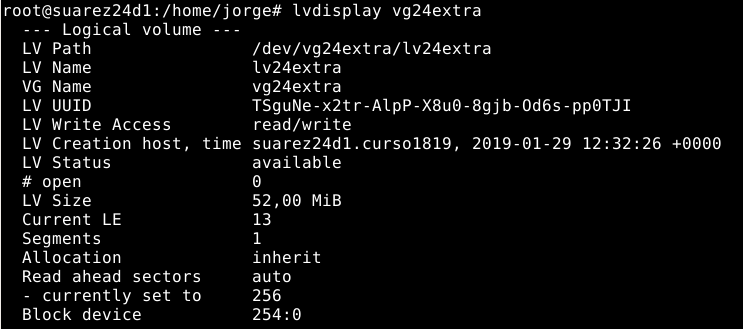 root@suarez24d1:/home/jorge# lvdisplay vg24extra
--- Logical volume ---
LV Path                /dev/vg24extra/lv24extra
LV Name                lv24extra
VG Name                vg24extra
LV UUID                TSguNe-x2tr-AlpP-X8u0-8gjb-Od6s-pp0TJI
LV Write Access        read/write
LV Creation host, time suarez24d1.curso1819, 2019-01-29 12:32:26 +0000
LV Status              available
# open                 0
LV Size                52,00 MiB
Current LE             13
Segments               1
Allocation             inherit
Read ahead sectors     auto
- currently set to     256
Block device           254:0